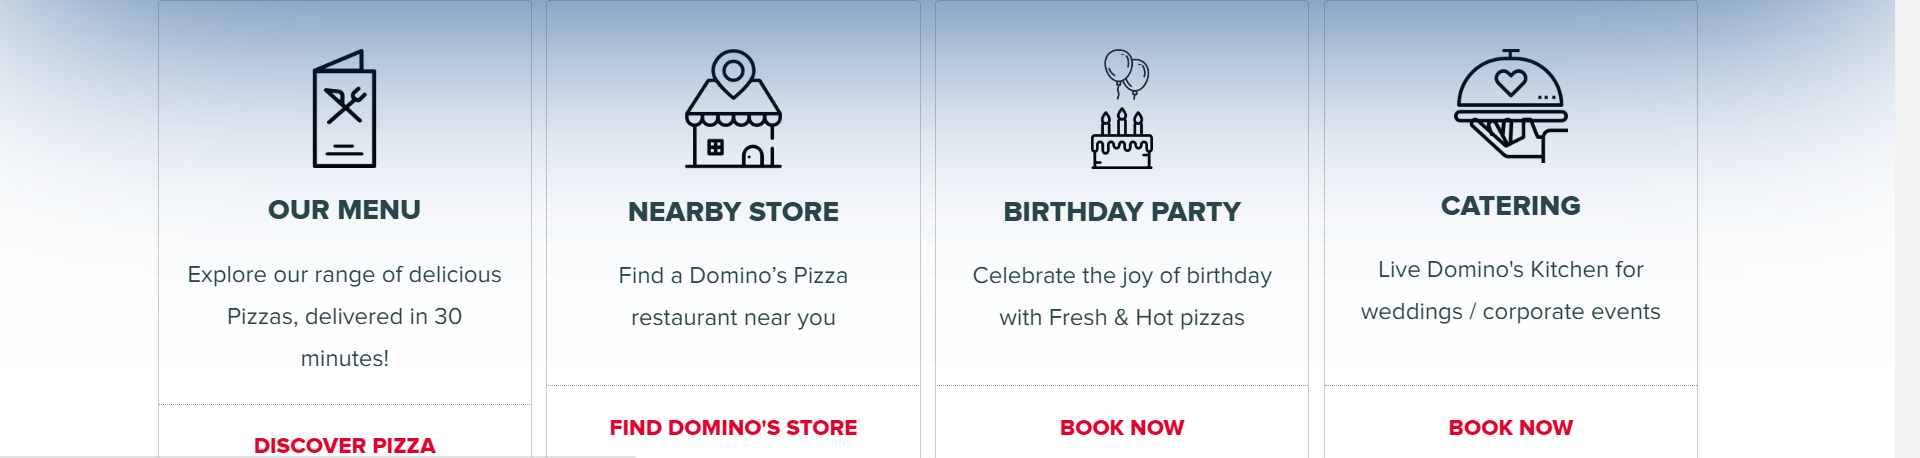 OUR MENU
Explore our range of delicious
Pizzas, delivered in 30
minutes!
DISCOVER PIZZA
NEARBY STORE
Find a Domino’s Pizza
restaurant near you
FIND DOMINO'S STORE
BIRTHDAY PARTY
Celebrate the joy of birthday
with Fresh & Hot pizzas
BOOK NOW
CATERING
Live Domino's Kitchen for
weddings / corporate events
BOOK NOW